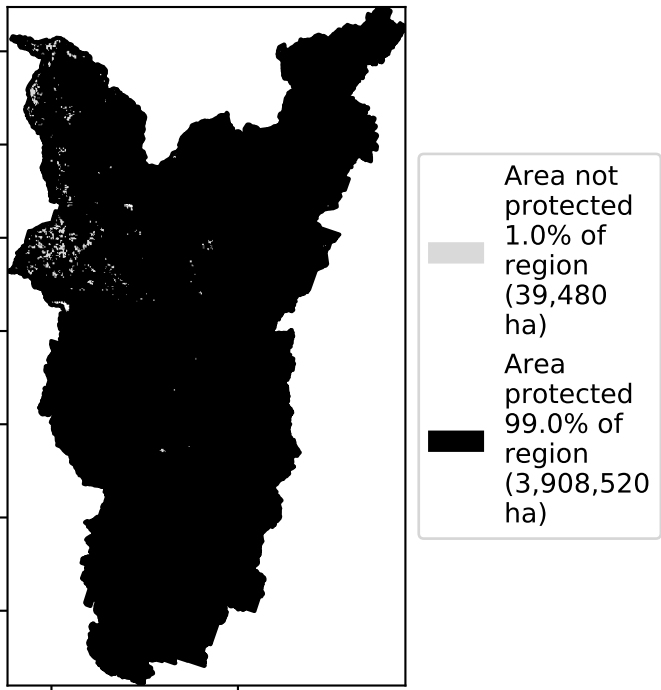 Area not
protected
1.0% of
region
(39,480
ha)
Area
protected
99.0% of
region
(3,908,520
ha)